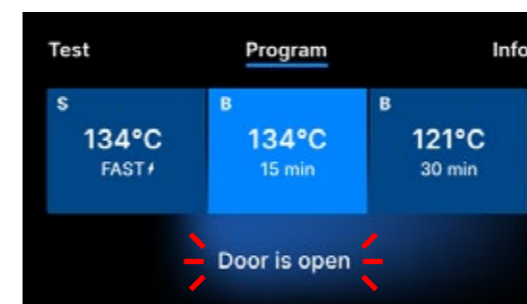 Test Program Info
S B B
134°C 134°C 121°C
FAST 15 min 30 min
Door is open